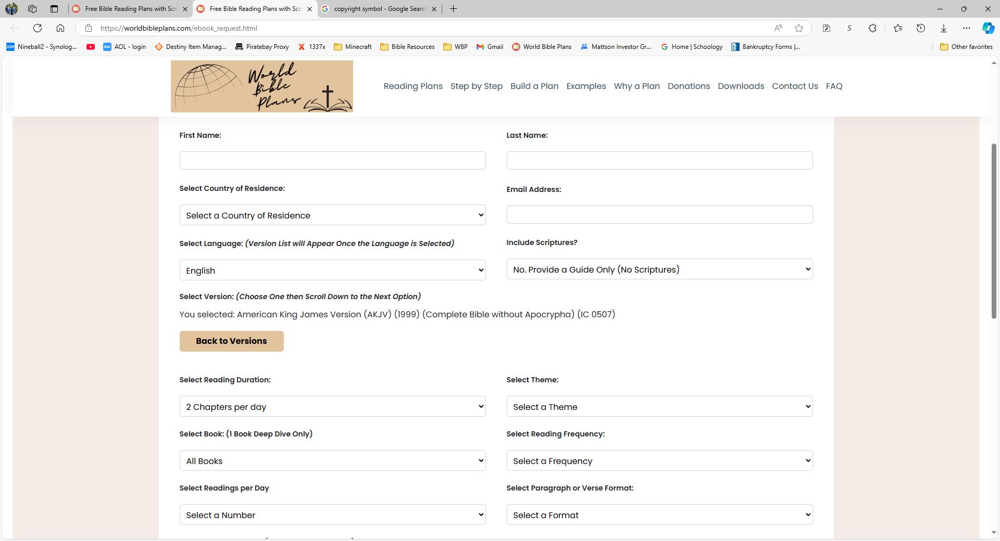 Free Bible Reading Plans with Scri
Free Bible Reading Plans with Scri
copyright symbol - Google Search
https://worldbibleplans.com/ebook_request.html
Nineball2 - Synolog...
AOL - login
Destiny Item Manag...
Piratebay Proxy
1337x
Minecraft
Bible Resources
WBP
Gmail
World Bible Plans
Mattson Investor Gr...
Home | Schoology
Bankruptcy Forms |...
Other favorites
World
Bible
Plans
Reading Plans Step by Step Build a Plan Examples Why a Plan Donations Downloads Contact Us FAQ
First Name:
Last Name:
Select Country of Residence:
Email Address:
Select a Country of Residence
Select Language: (Version List will Appear Once the Language is Selected)
Include Scriptures?
English
No. Provide a Guide Only (No Scriptures)
Select Version: (Choose One then Scroll Down to the Next Option)
You selected: American King James Version (AKJV) (1999) (Complete Bible without Apocrypha) (IC 0507)
Back to Versions
Select Reading Duration:
Select Theme:
2 Chapters per day
Select a Theme
Select Book: (1 Book Deep Dive Only)
Select Reading Frequency:
All Books
Select a Frequency
Select Readings per Day
Select Paragraph or Verse Format:
Select a Number
Select a Format